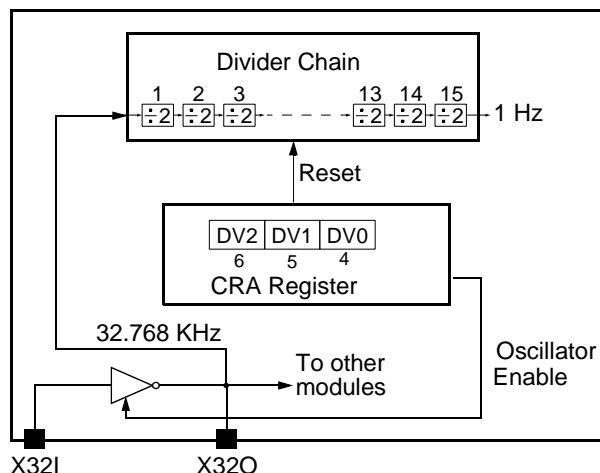 Divider Chain
1 2 3 13 14 15
÷2 ÷2 ÷2 ÷2 ÷2 ÷2 1 Hz
Reset
DV2 DV1 DV0
6 5 4
CRA Register
32.768 KHz
To other
modules
Oscillator
Enable
X32I X32O